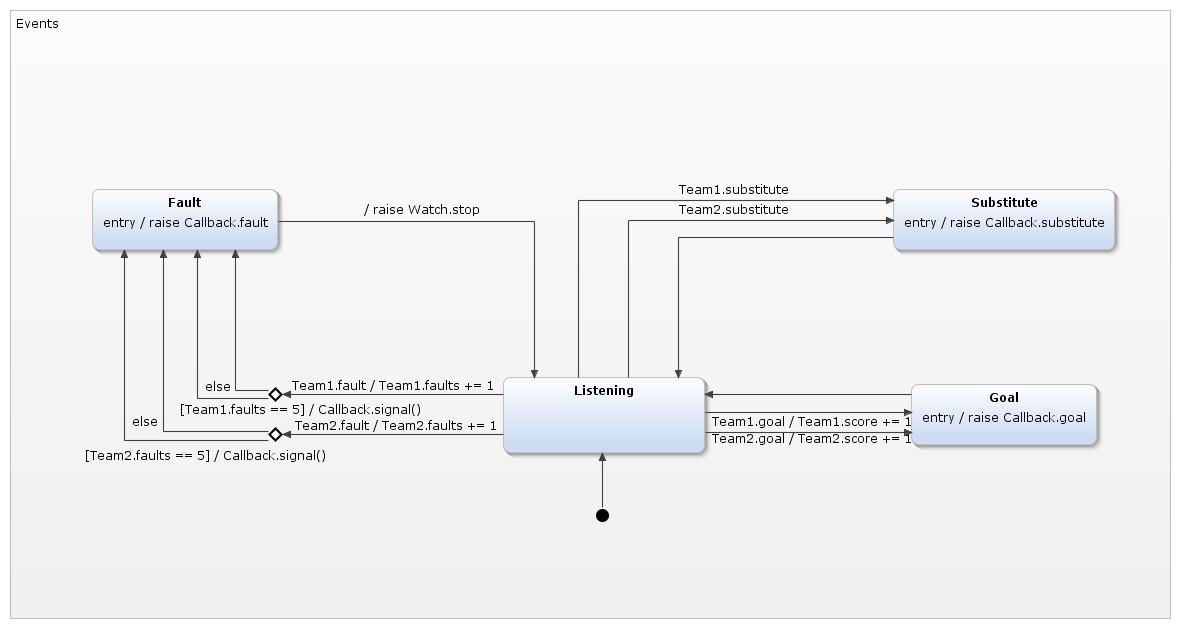 Events
Fault
entry / raise Callback.fault
/ raise Watch.stop
Team1.substitute
Team2.substitute
Substitute
entry / raise Callback.substitute
else
Team1.fault / Team1.faults += 1
[Team1.faults == 5] / Callback.signal()
else
Team2.fault / Team2.faults += 1
[Team2.faults == 5] / Callback.signal()
Listening
Team1.goal / Team1.score += 1
Team2.goal / Team2.score += 1
Goal
entry / raise Callback.goal